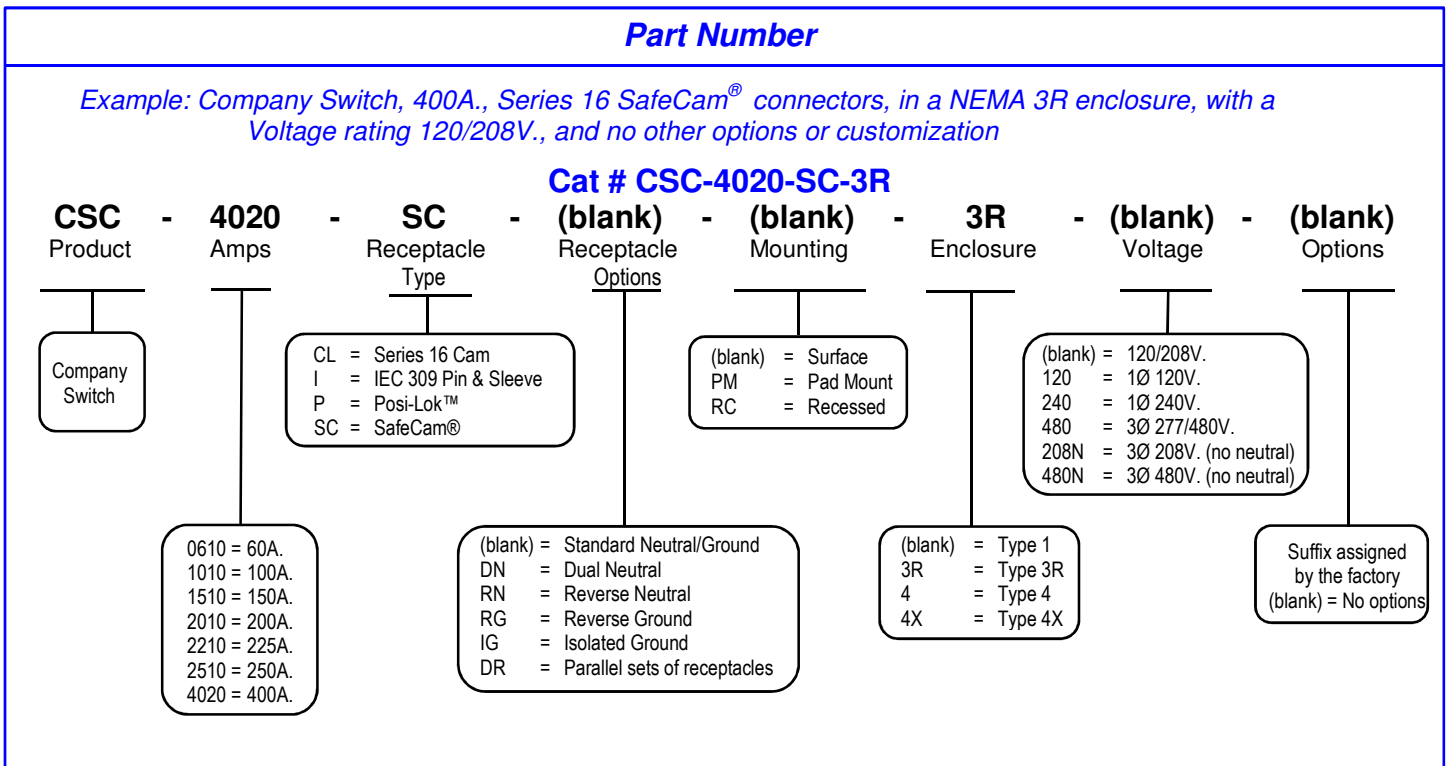 Part Number
Example: Company Switch, 400A., Series 16 SafeCam® connectors, in a NEMA 3R enclosure, with a
Voltage rating 120/208V., and no other options or customization
Cat # CSC-4020-SC-3R
CSC - 4020 - SC - (blank) - (blank) - 3R - (blank) - (blank)
Product Amps Receptacle Receptacle Mounting Enclosure Voltage Options
Type Options
Company
Switch
0610 = 60A.
1010 = 100A.
1510 = 150A.
2010 = 200A.
2210 = 225A.
2510 = 250A.
4020 = 400A.
CL = Series 16 Cam
I = IEC 309 Pin & Sleeve
P = Posi-Lok™
SC = SafeCam®
(blank) = Standard Neutral/Ground
DN = Dual Neutral
RN = Reverse Neutral
RG = Reverse Ground
IG = Isolated Ground
DR = Parallel sets of receptacles
(blank) = Surface
PM = Pad Mount
RC = Recessed
(blank) = Type 1
3R = Type 3R
4 = Type 4
4X = Type 4X
(blank) = 120/208V.
120 = 1Ø 120V.
240 = 1Ø 240V.
480 = 3Ø 277/480V.
208N = 3Ø 208V. (no neutral)
480N = 3Ø 480V. (no neutral)
Suffix assigned
by the factory
(blank) = No options